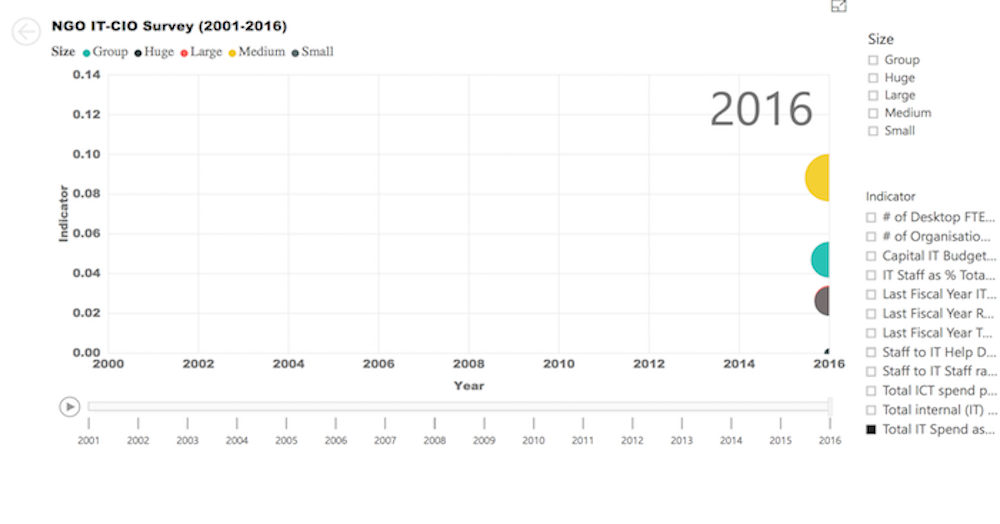 NGO IT-CIO Survey (2001-2016)
Size Group Huge Large Medium Small
2016
0.14
0.12
0.10
0.08
0.06
0.04
0.02
0.00
Indicator
2000 2002 2004 2006 2008 2010 2012 2014 2016
Year
2001 2002 2003 2004 2005 2006 2007 2008 2009 2010 2011 2012 2013 2014 2015 2016
Size
Group
Huge
Large
Medium
Small
Indicator
# of Desktop FTE...
# of Organisatio...
Capital IT Budget...
IT Staff as % Tota...
Last Fiscal Year IT...
Last Fiscal Year R...
Last Fiscal Year T...
Staff to IT Help D...
Staff to IT Staff ra...
Total ICT spend p...
Total internal (IT) ...
Total IT Spend as...